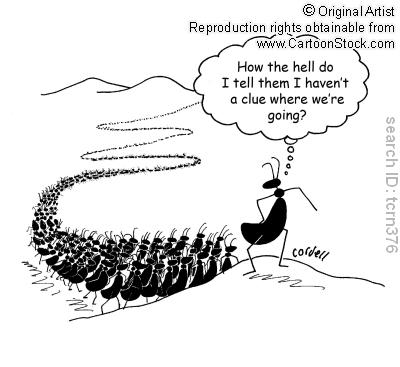 © Original Artist
Reproduction rights obtainable from
www.CartoonStock.com
How the hell do
I tell them I haven't
a clue where we're
going?
search ID: tcrn376
cordell